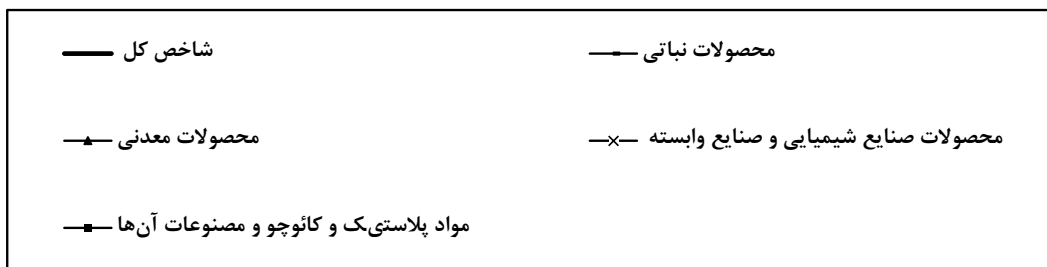 محصولات نباتی
شاخص کل
محصولات صنایع شیمیایی و صنایع وابسته
محصولات معدنی
مواد پلاستیک و کائوچو و مصنوعات آن‌ها